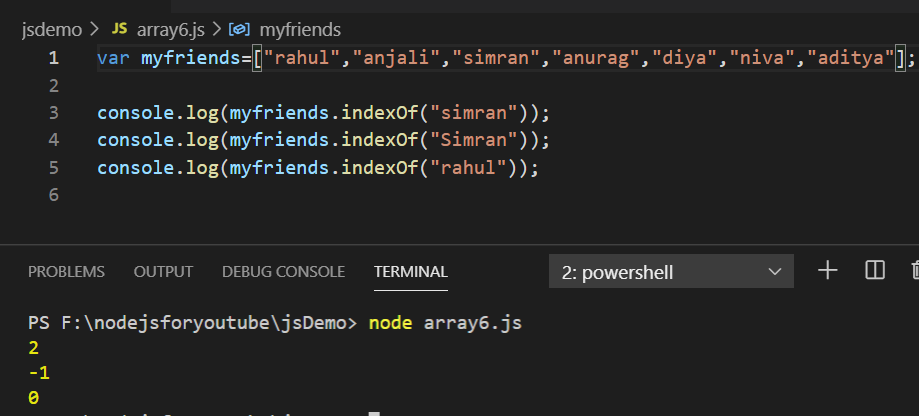 jsdemo > JS array6.js > myfriends
1 var myfriends=["rahul","anjali","simran","anurag","diya","niva","aditya"];
2
3 console.log(myfriends.indexOf("simran"));
4 console.log(myfriends.indexOf("Simran"));
5 console.log(myfriends.indexOf("rahul"));
6
PROBLEMS OUTPUT DEBUG CONSOLE TERMINAL 2: powershell
PS F:\nodejsforyoutube\jsDemo> node array6.js
2
-1
0